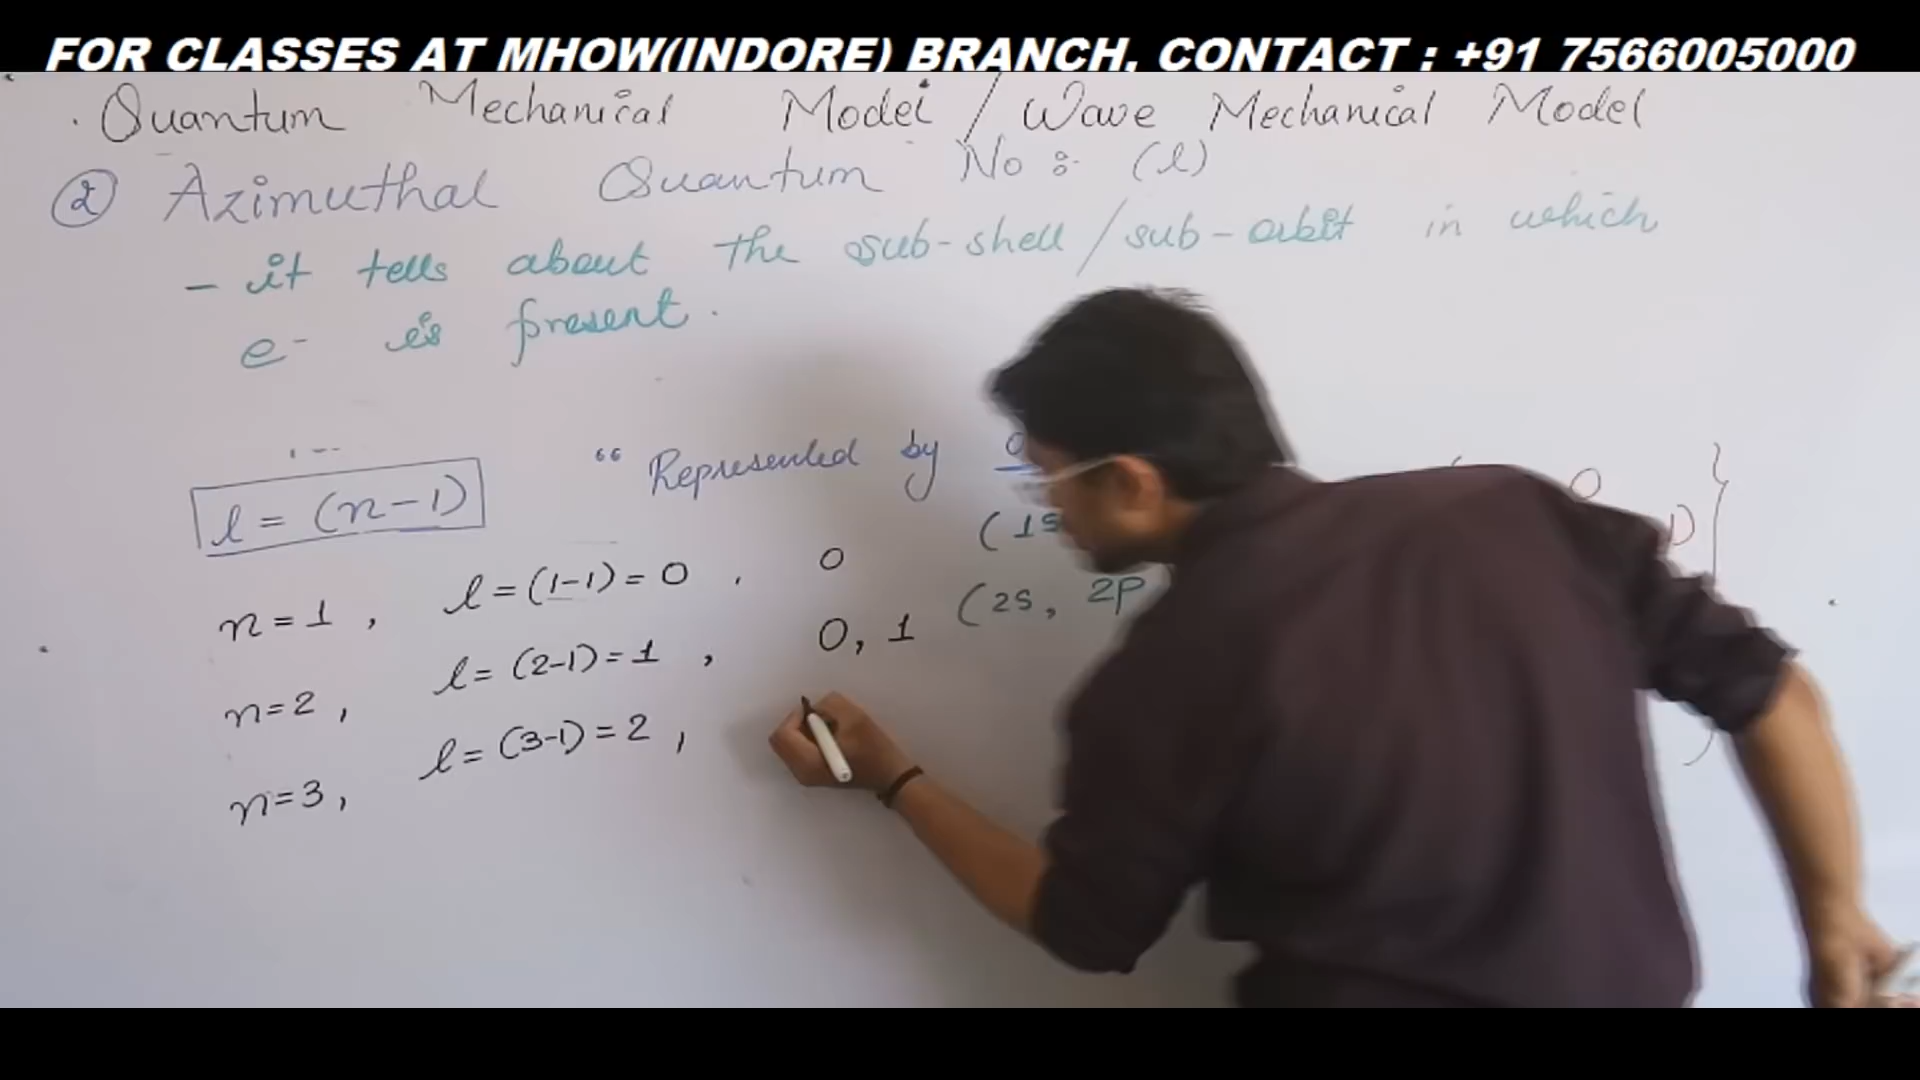 FOR CLASSES AT MHOW(INDORE) BRANCH, CONTACT : +91 7566005000
Quantum Mechanical Model / Wave Mechanical Model
② Azimuthal Quantum No :- (l)
- it tells about the sub-shell / sub-orbit in which
e- is present.
l = (n-1) " Represented by
n=1, l=(1-1)=0, 0 (1s
n=2, l=(2-1)=1, 0, 1 (2s, 2p
n=3, l=(3-1)=2,